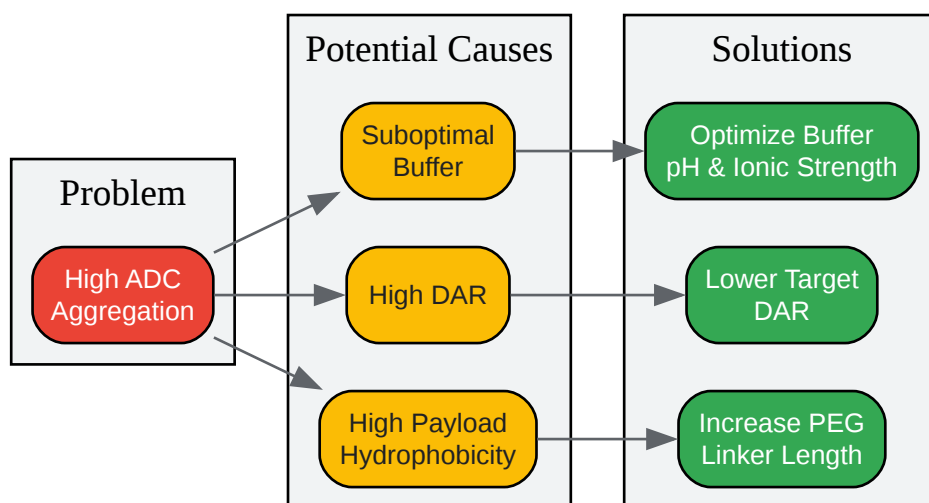 Problem
High ADC
Aggregation
Potential Causes
Suboptimal
Buffer
High DAR
High Payload
Hydrophobicity
Solutions
Optimize Buffer
pH & Ionic Strength
Lower Target
DAR
Increase PEG
Linker Length